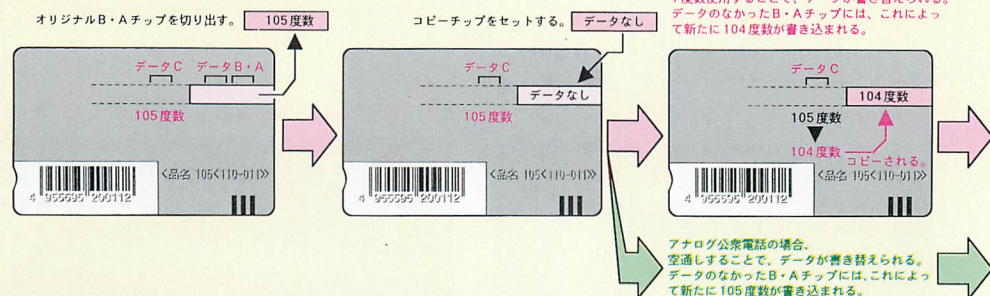 オリジナルB・Aチップを切り出す。
105度数
データC
データB・A
105度数
4 955595 200112
<品名 105<110-011>>
コピーチップをセットする。
データなし
データC
データなし
105度数
4 955595 200112
<品名 105<110-011>>
1度数使用することで、データが書き替えられる。
データのなかったB・Aチップには、これによっ
て新たに104度数が書き込まれる。
データC
104度数
105度数
104度数
コピーされる。
4 955595 200112
<品名 105<110-011>>
アナログ公衆電話の場合、
空通しすることで、データが書き替えられる。
データのなかったB・Aチップには、これによっ
て新たに105度数が書き込まれる。